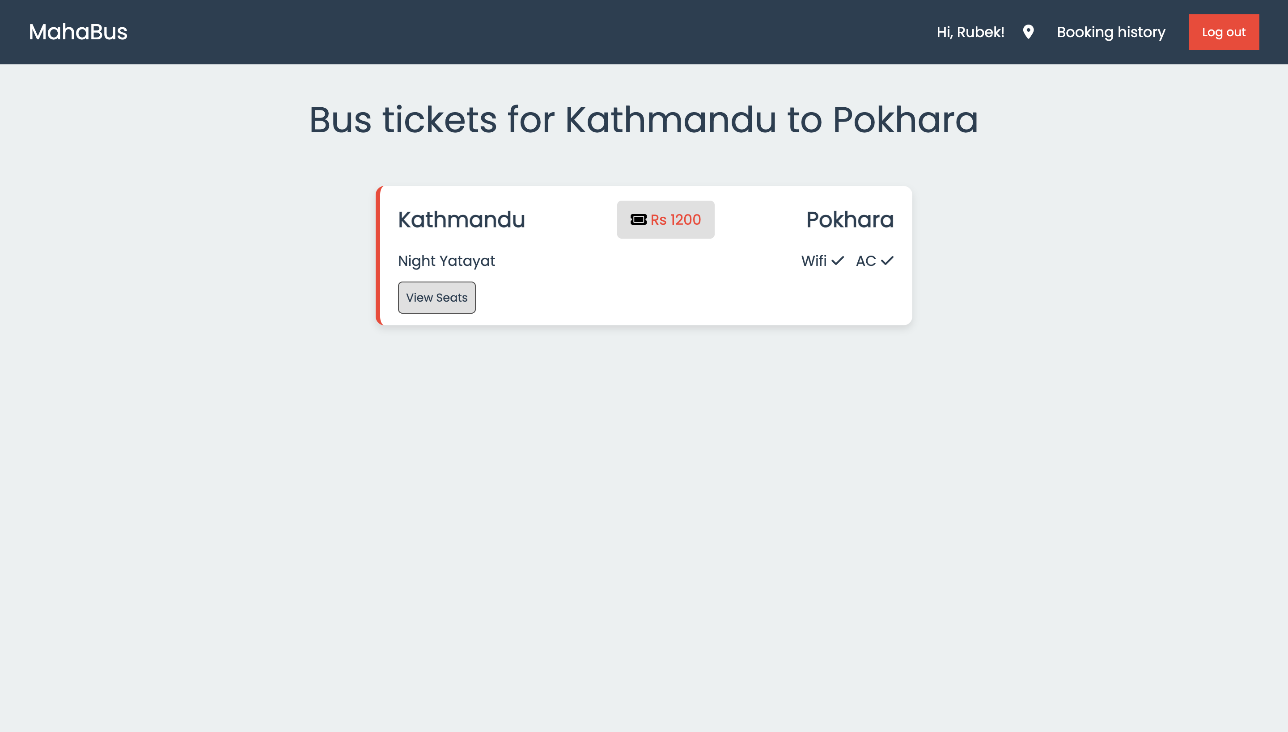 MahaBus
Hi, Rubek!
Booking history
Log out
Bus tickets for Kathmandu to Pokhara
Kathmandu
Rs 1200
Pokhara
Night Yatayat
Wifi
AC
View Seats